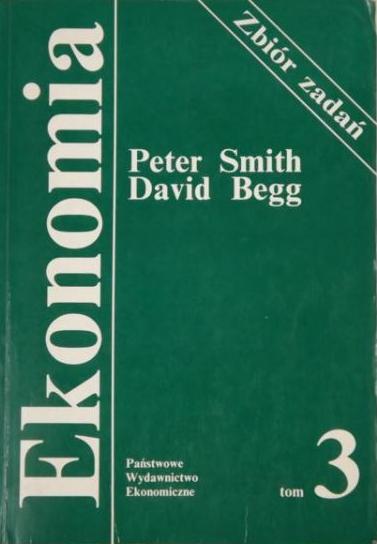 Ekonomia
Zbiór zadań
Peter Smith
David Begg
Państwowe
Wydawnictwo
Ekonomiczne
tom 3